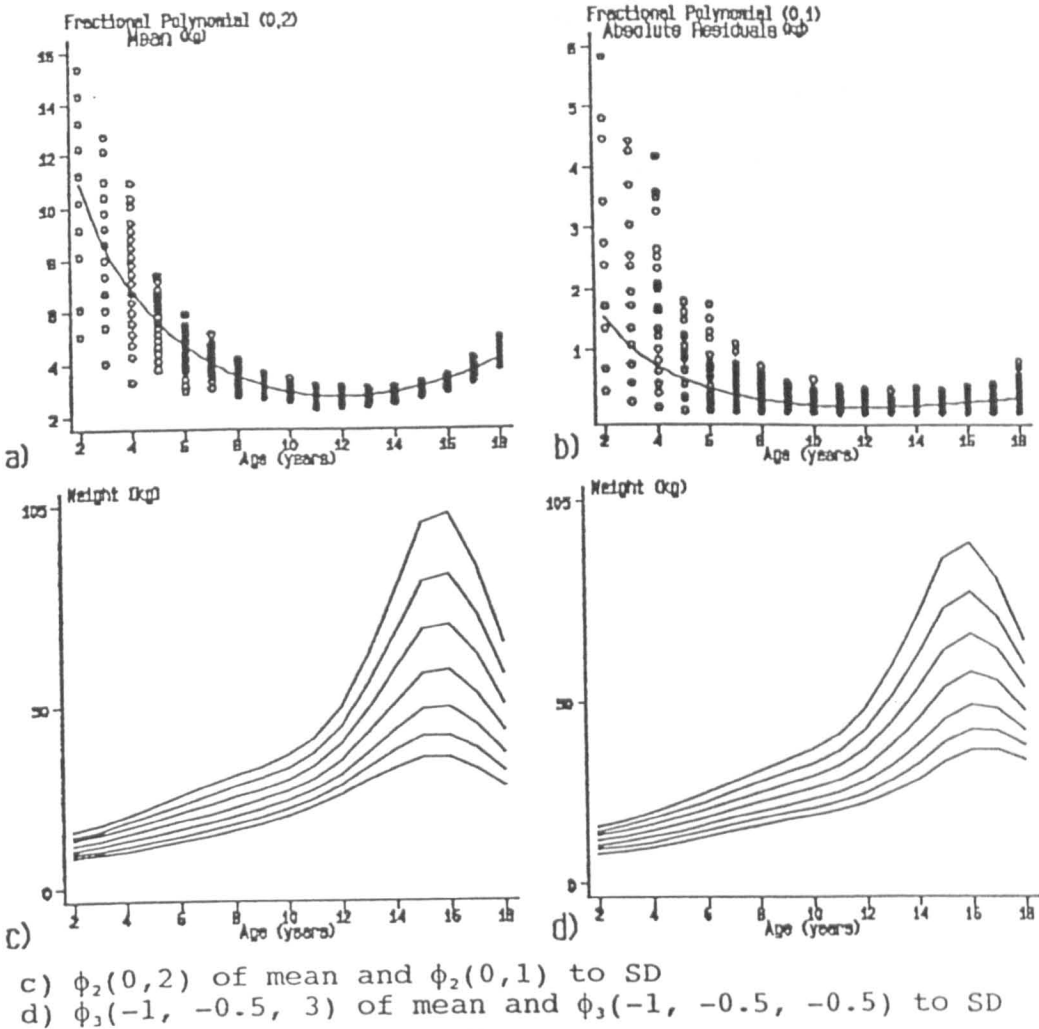 Fractional Polynomial (0,2)
Mean (kg)
16
14
12
10
8
6
4
2
2 4 6 8 10 12 14 16 18
Age (years)
a)
Fractional Polynomial (0,1)
Absolute Residuals (kg)
6
5
4
3
2
1
2 4 6 8 10 12 14 16 18
Age (years)
b)
Weight (kg)
105
50
0
2 4 6 8 10 12 14 16 18
Age (years)
c)
Weight (kg)
105
50
0
2 4 6 8 10 12 14 16 18
Age (years)
d)
c) ϕ₂(0,2) of mean and ϕ₂(0,1) to SD
d) ϕ₃(-1, -0.5, 3) of mean and ϕ₃(-1, -0.5, -0.5) to SD